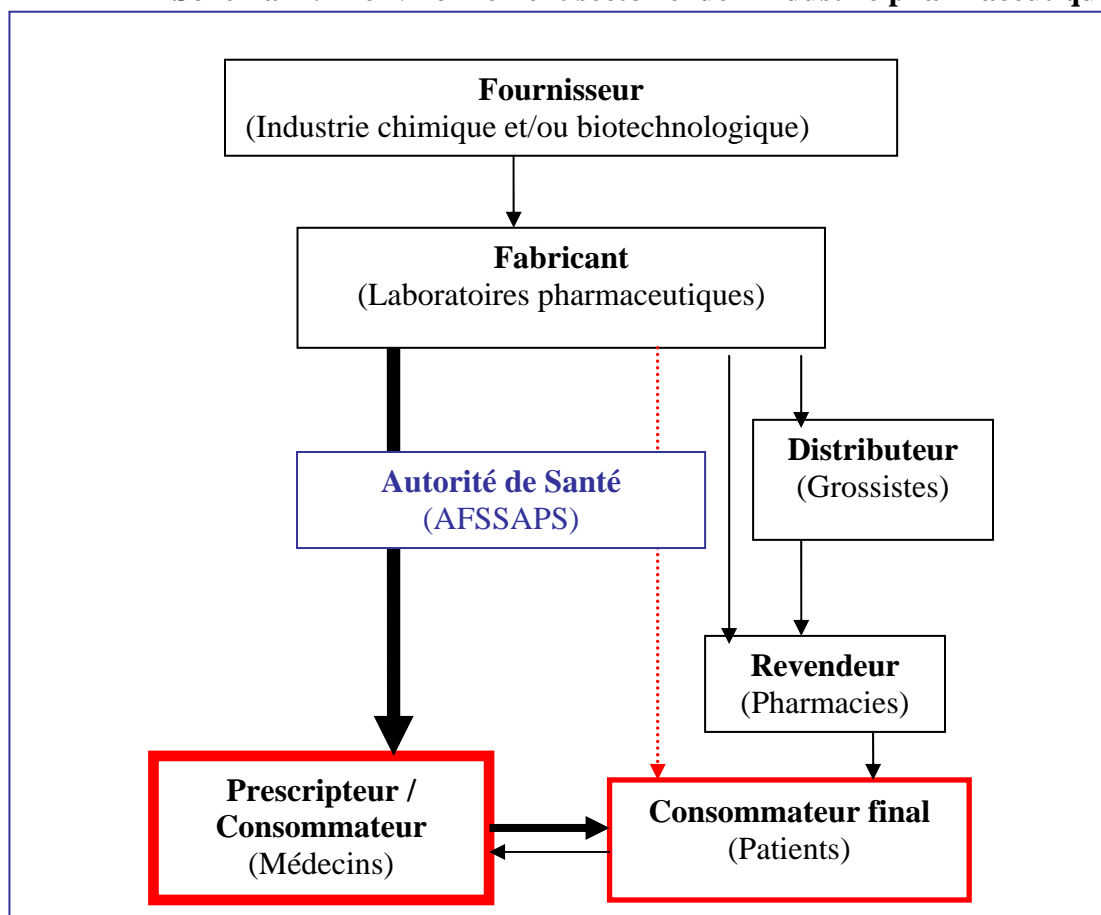 Fournisseur
(Industrie chimique et/ou biotechnologique)
Fabricant
(Laboratoires pharmaceutiques)
Distributeur
(Grossistes)
Autorité de Santé
(AFSSAPS)
Revendeur
(Pharmacies)
Prescripteur /
Consommateur
(Médecins)
Consommateur final
(Patients)